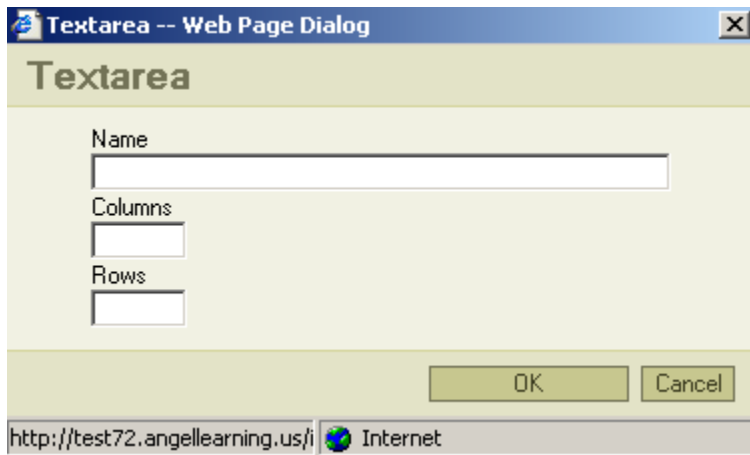 Textarea -- Web Page Dialog
Textarea
Name
Columns
Rows
OK Cancel
http://test72.angellearning.us/i Internet